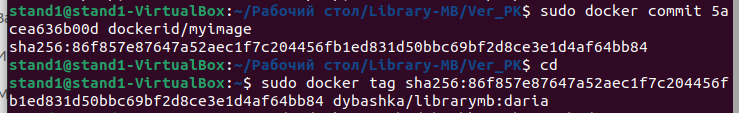 stand1@stand1-VirtualBox:~/Рабочий стол/Library-MB/Ver_PK$ sudo docker commit 5a
cea636b00d dockerid/myimage
sha256:86f857e87647a52aec1f7c204456fb1ed831d50bbc69bf2d8ce3e1d4af64bb84
stand1@stand1-VirtualBox:~/Рабочий стол/Library-MB/Ver_PK$ cd
stand1@stand1-VirtualBox:~$ sudo docker tag sha256:86f857e87647a52aec1f7c204456f
b1ed831d50bbc69bf2d8ce3e1d4af64bb84 dybashka/librarymb:daria